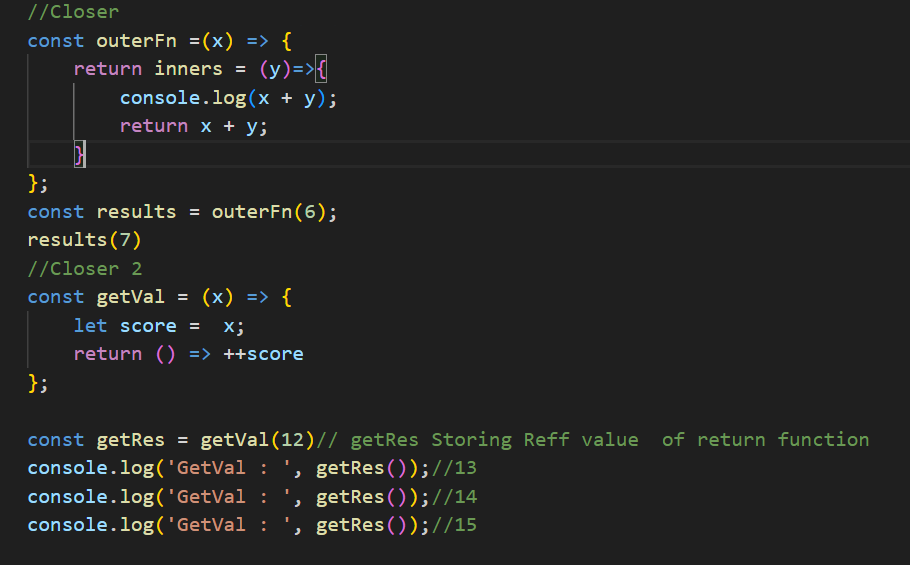 //Closer
const outerFn =(x) => {
    return inners = (y)=>{
        console.log(x + y);
        return x + y;
    }
};
const results = outerFn(6);
results(7)
//Closer 2
const getVal = (x) => {
    let score =  x;
    return () => ++score
};

const getRes = getVal(12)// getRes Storing Reff value  of return function
console.log('GetVal : ', getRes());//13
console.log('GetVal : ', getRes());//14
console.log('GetVal : ', getRes());//15